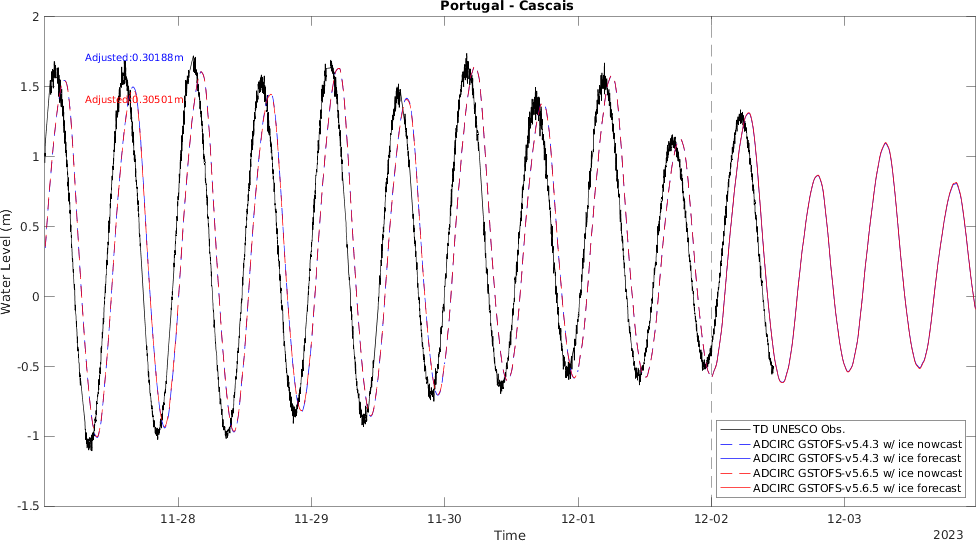 Portugal - Cascais
2
1.5
1
0.5
0
-0.5
-1
-1.5
Water Level (m)
Adjusted:0.30188m
Adjusted:0.30501m
TD UNESCO Obs.
ADCIRC GSTOFS-v5.4.3 w/ ice nowcast
ADCIRC GSTOFS-v5.4.3 w/ ice forecast
ADCIRC GSTOFS-v5.6.5 w/ ice nowcast
ADCIRC GSTOFS-v5.6.5 w/ ice forecast
11-28 11-29 11-30 12-01 12-02 12-03
Time
2023